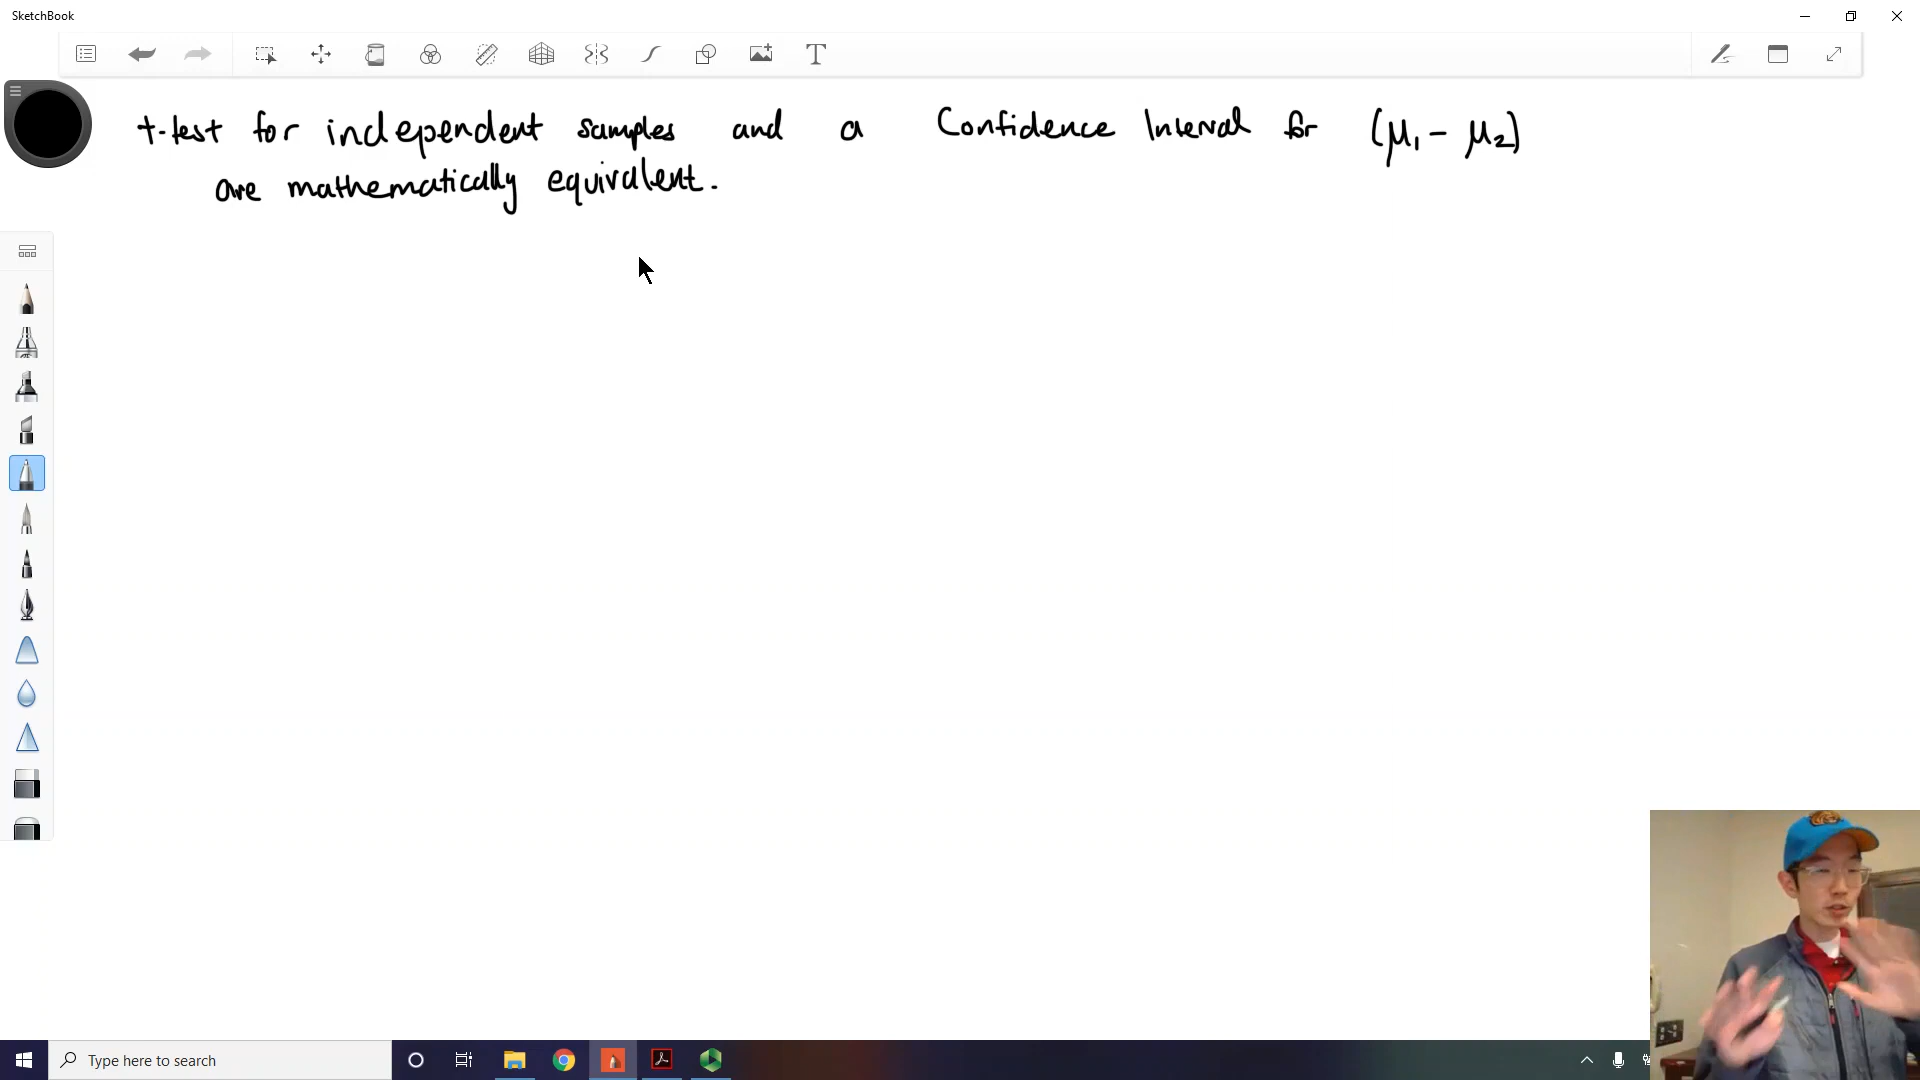 SketchBook
t-test for independent samples and a Confidence Interval for (μ₁ - μ₂)
are mathematically equivalent.
Type here to search